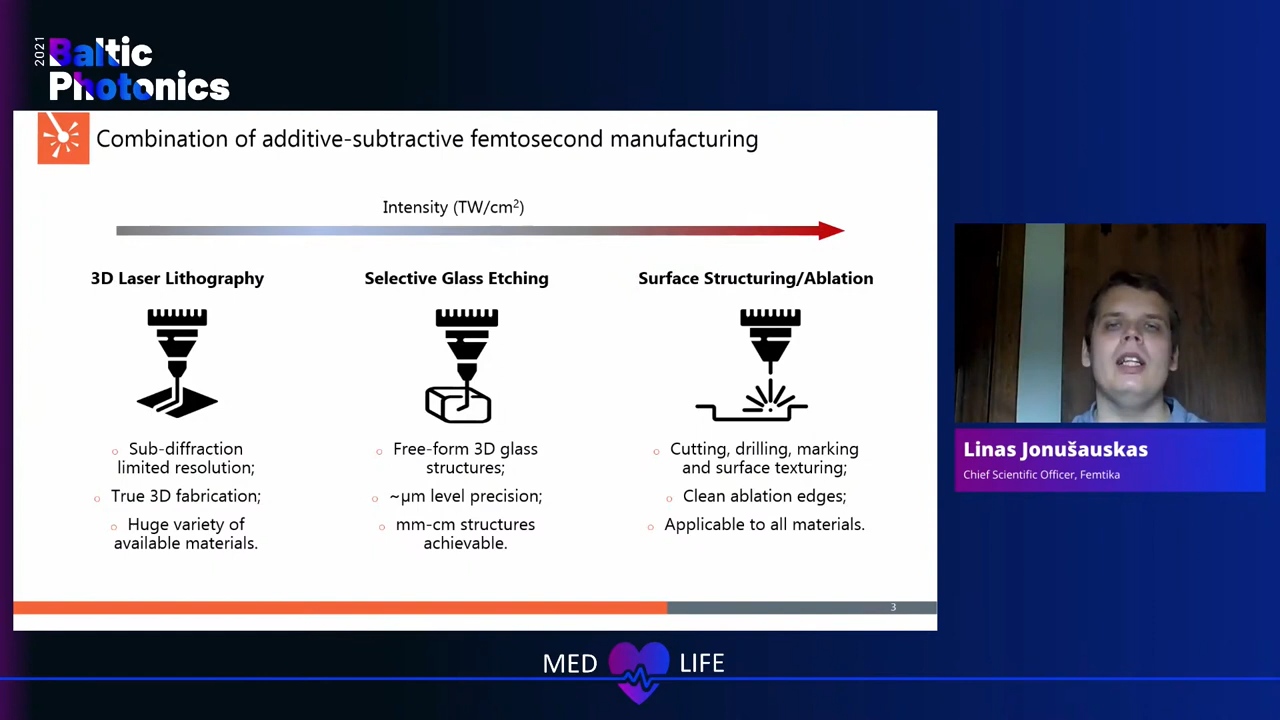 2021
Baltic
Photonics
Combination of additive-subtractive femtosecond manufacturing
Intensity (TW/cm²)
3D Laser Lithography
Sub-diffraction
limited resolution;
True 3D fabrication;
Huge variety of
available materials.
Selective Glass Etching
Free-form 3D glass
structures;
~μm level precision;
mm-cm structures
achievable.
Surface Structuring/Ablation
Cutting, drilling, marking
and surface texturing;
Clean ablation edges;
Applicable to all materials.
3
Linas Jonušauskas
Chief Scientific Officer, Femtika
MED LIFE